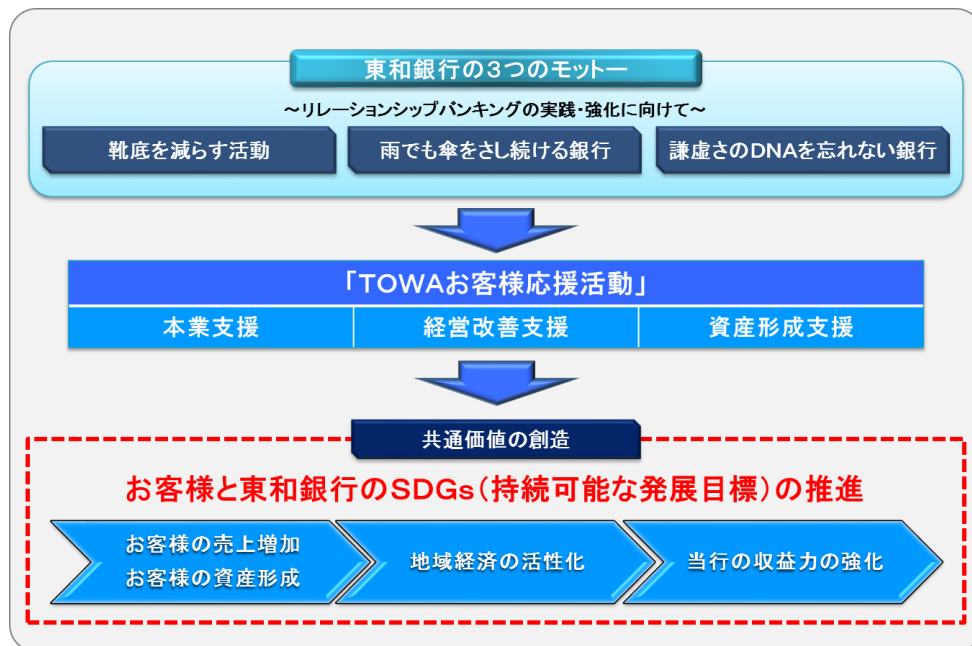 東和銀行の3つのモットー
～リレーションシップバンキングの実践・強化に向けて～
靴底を減らす活動
雨でも傘をさし続ける銀行
謙虚さのDNAを忘れない銀行
「TOWAお客様応援活動」
本業支援
経営改善支援
資産形成支援
共通価値の創造
お客様と東和銀行のSDGs(持続可能な発展目標)の推進
お客様の売上増加
お客様の資産形成
地域経済の活性化
当行の収益力の強化